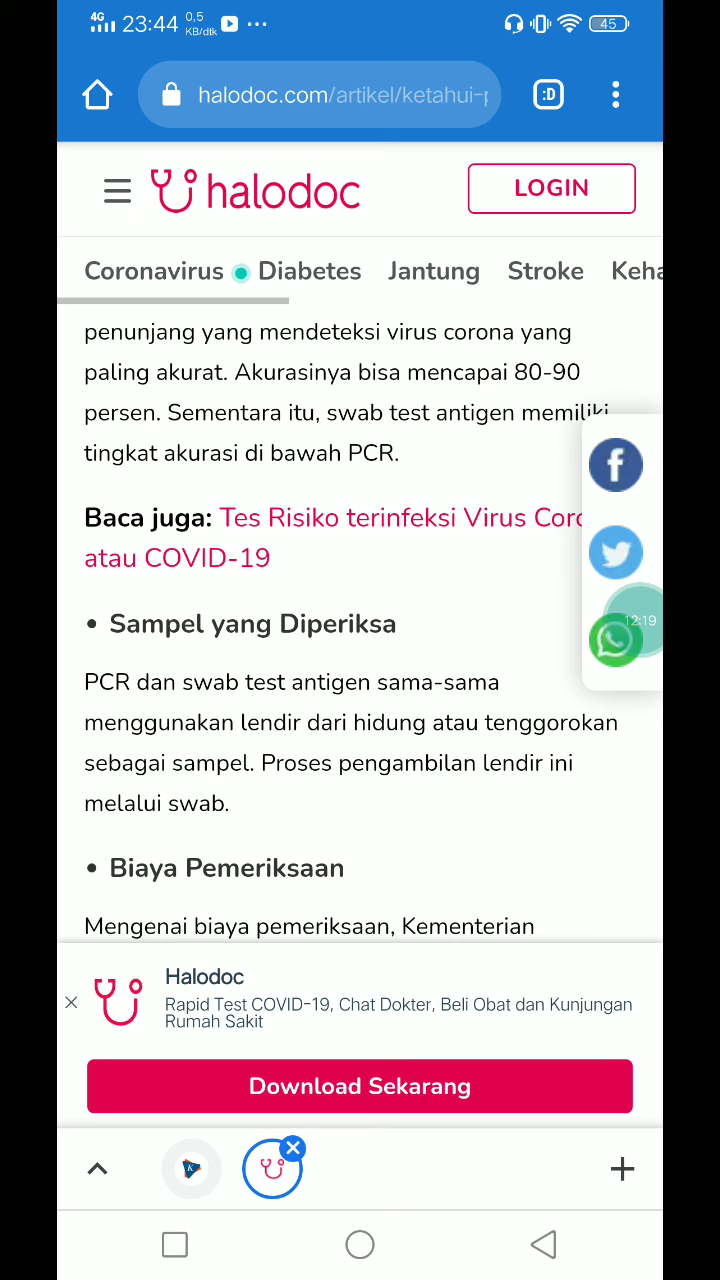 4G 23:44 0,5 KB/dtk ... 45
halodoc.com/artikel/ketahui-p
:D
halodoc
LOGIN
Coronavirus Diabetes Jantung Stroke Keha
penunjang yang mendeteksi virus corona yang
paling akurat. Akurasinya bisa mencapai 80-90
persen. Sementara itu, swab test antigen memiliki
tingkat akurasi di bawah PCR.
Baca juga: Tes Risiko terinfeksi Virus Coro
atau COVID-19
• Sampel yang Diperiksa
12:19
PCR dan swab test antigen sama-sama
menggunakan lendir dari hidung atau tenggorokan
sebagai sampel. Proses pengambilan lendir ini
melalui swab.
• Biaya Pemeriksaan
Mengenai biaya pemeriksaan, Kementerian
Halodoc
Rapid Test COVID-19, Chat Dokter, Beli Obat dan Kunjungan
Rumah Sakit
Download Sekarang
K